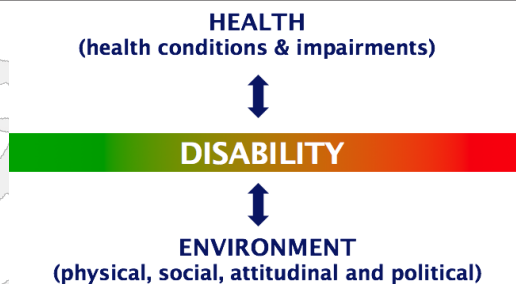 HEALTH
(health conditions & impairments)
DISABILITY
ENVIRONMENT
(physical, social, attitudinal and political)